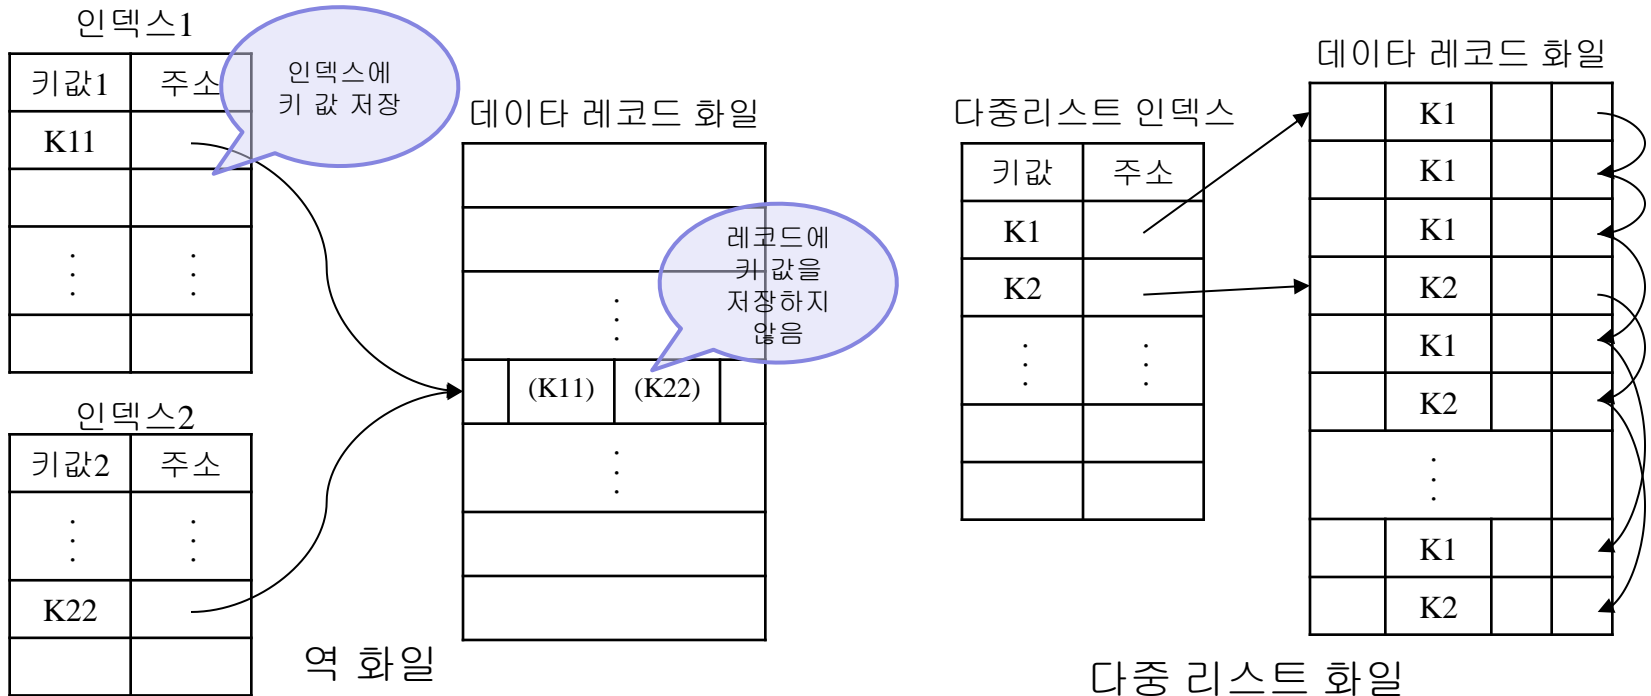 인덱스1
키값1 주소
K11
인덱스에
키 값 저장
인덱스2
키값2 주소
K22
데이타 레코드 화일
레코드에
키 값을
저장하지
않음
(K11) (K22)
역 화일
다중리스트 인덱스
키값 주소
K1
K2
데이타 레코드 화일
K1
K1
K1
K2
K1
K2
K1
K2
다중 리스트 화일